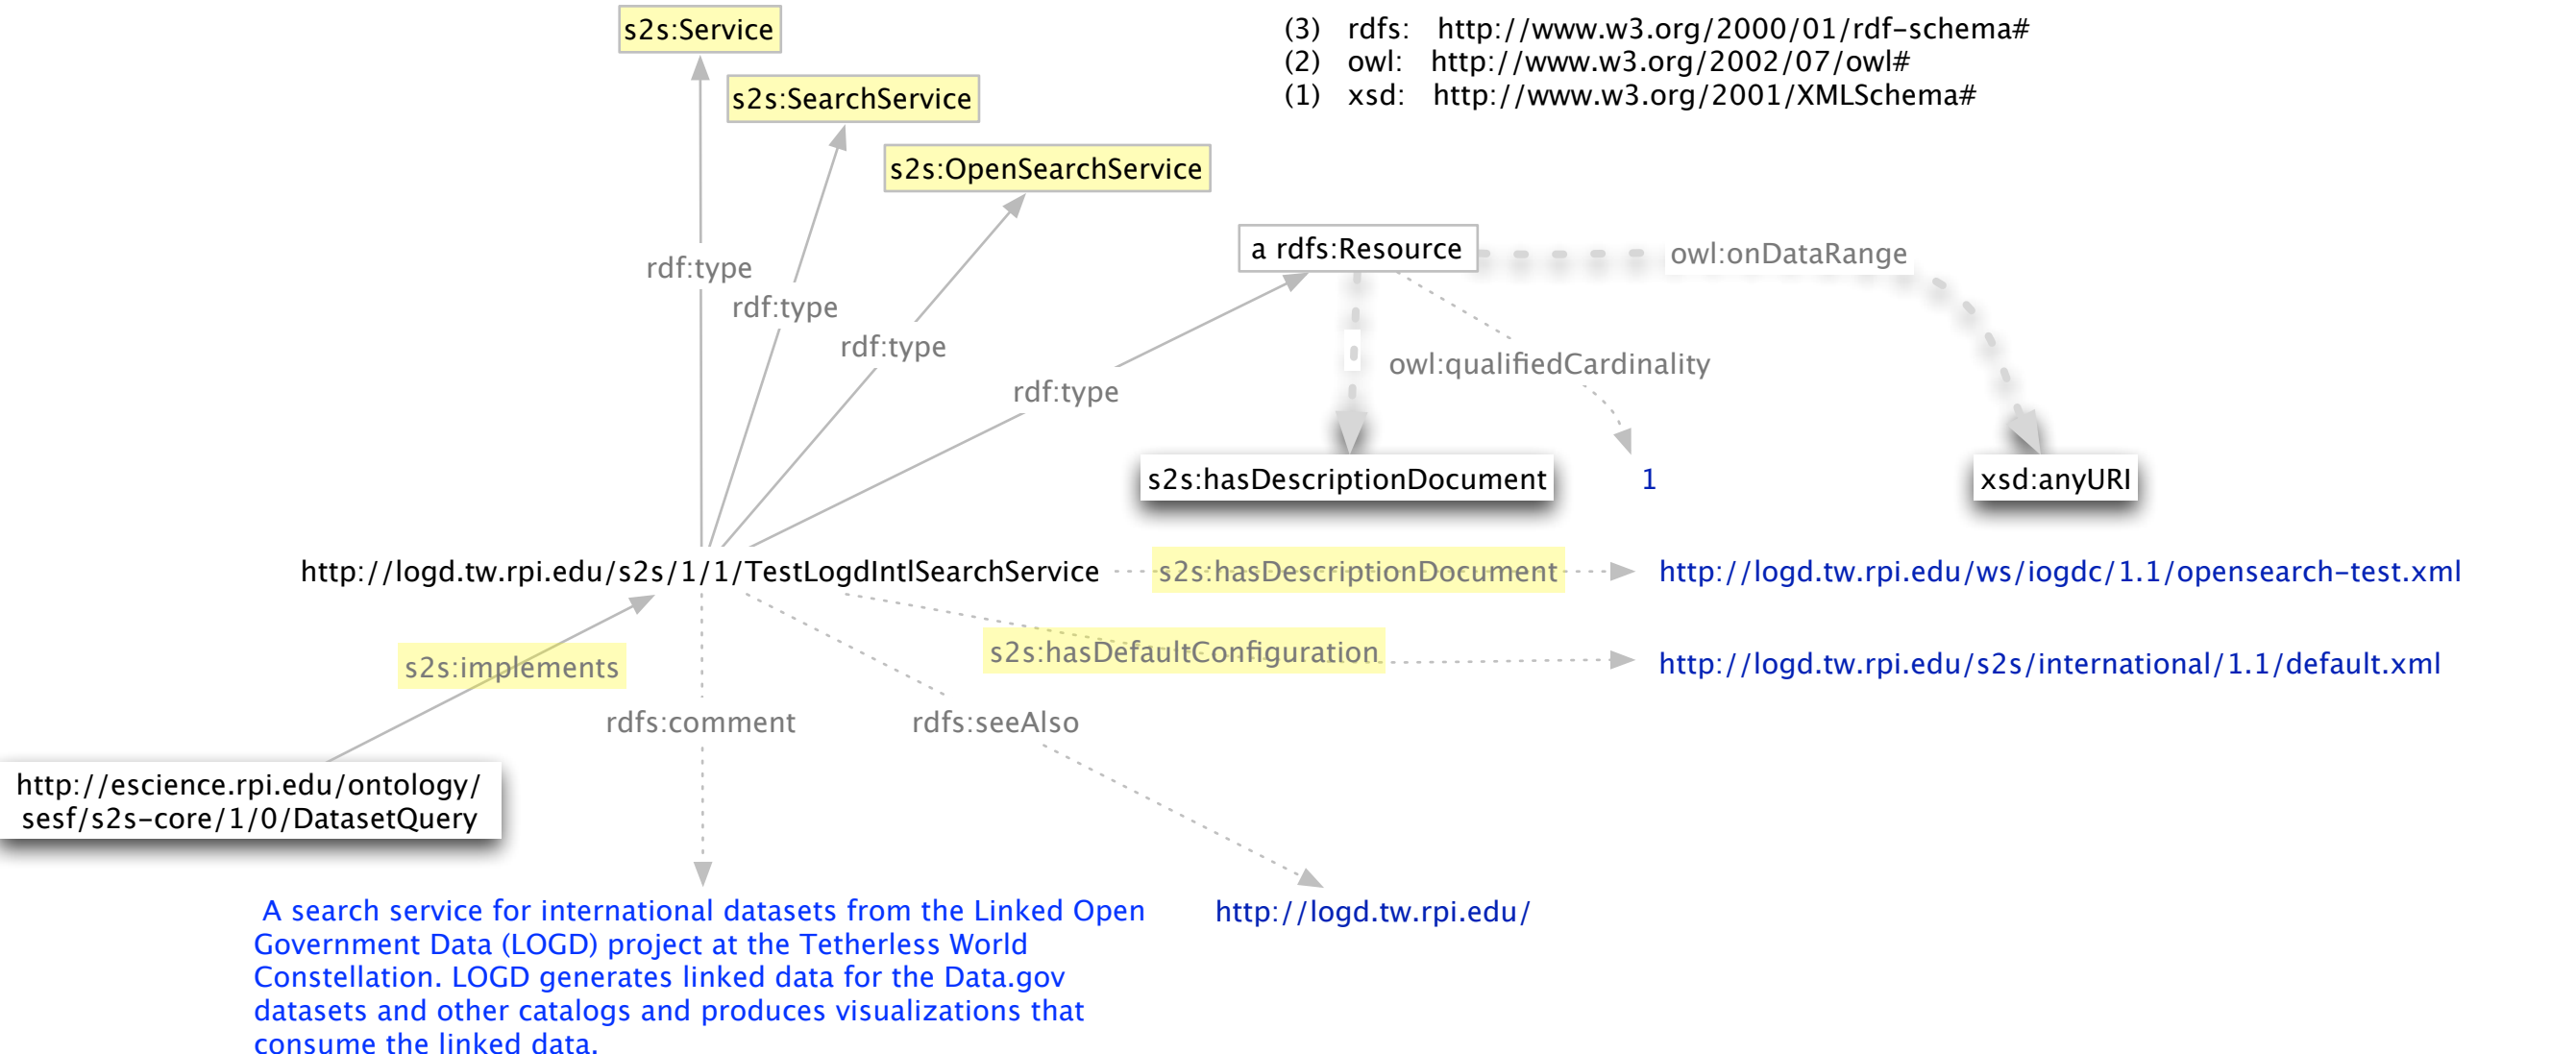 s2s:Service
(3) rdfs: http://www.w3.org/2000/01/rdf-schema#
(2) owl: http://www.w3.org/2002/07/owl#
(1) xsd: http://www.w3.org/2001/XMLSchema#
s2s:SearchService
s2s:OpenSearchService
a rdfs:Resource
owl:onDataRange
rdf:type
rdf:type
rdf:type
rdf:type
owl:qualifiedCardinality
s2s:hasDescriptionDocument
1
xsd:anyURI
http://logd.tw.rpi.edu/s2s/1/1/TestLogdIntlSearchService
s2s:hasDescriptionDocument
http://logd.tw.rpi.edu/ws/iogdc/1.1/opensearch-test.xml
s2s:implements
s2s:hasDefaultConfiguration
http://logd.tw.rpi.edu/s2s/international/1.1/default.xml
rdfs:comment
rdfs:seeAlso
http://escience.rpi.edu/ontology/
sesf/s2s-core/1/0/DatasetQuery
A search service for international datasets from the Linked Open
Government Data (LOGD) project at the Tetherless World
Constellation. LOGD generates linked data for the Data.gov
datasets and other catalogs and produces visualizations that
consume the linked data.
http://logd.tw.rpi.edu/